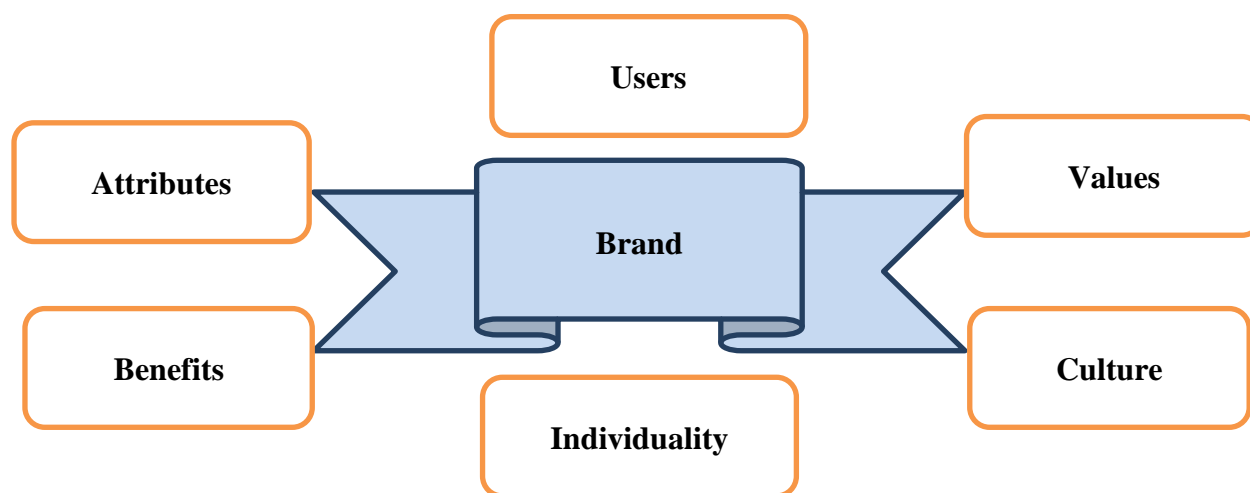 Users
Attributes
Values
Brand
Benefits
Culture
Individuality